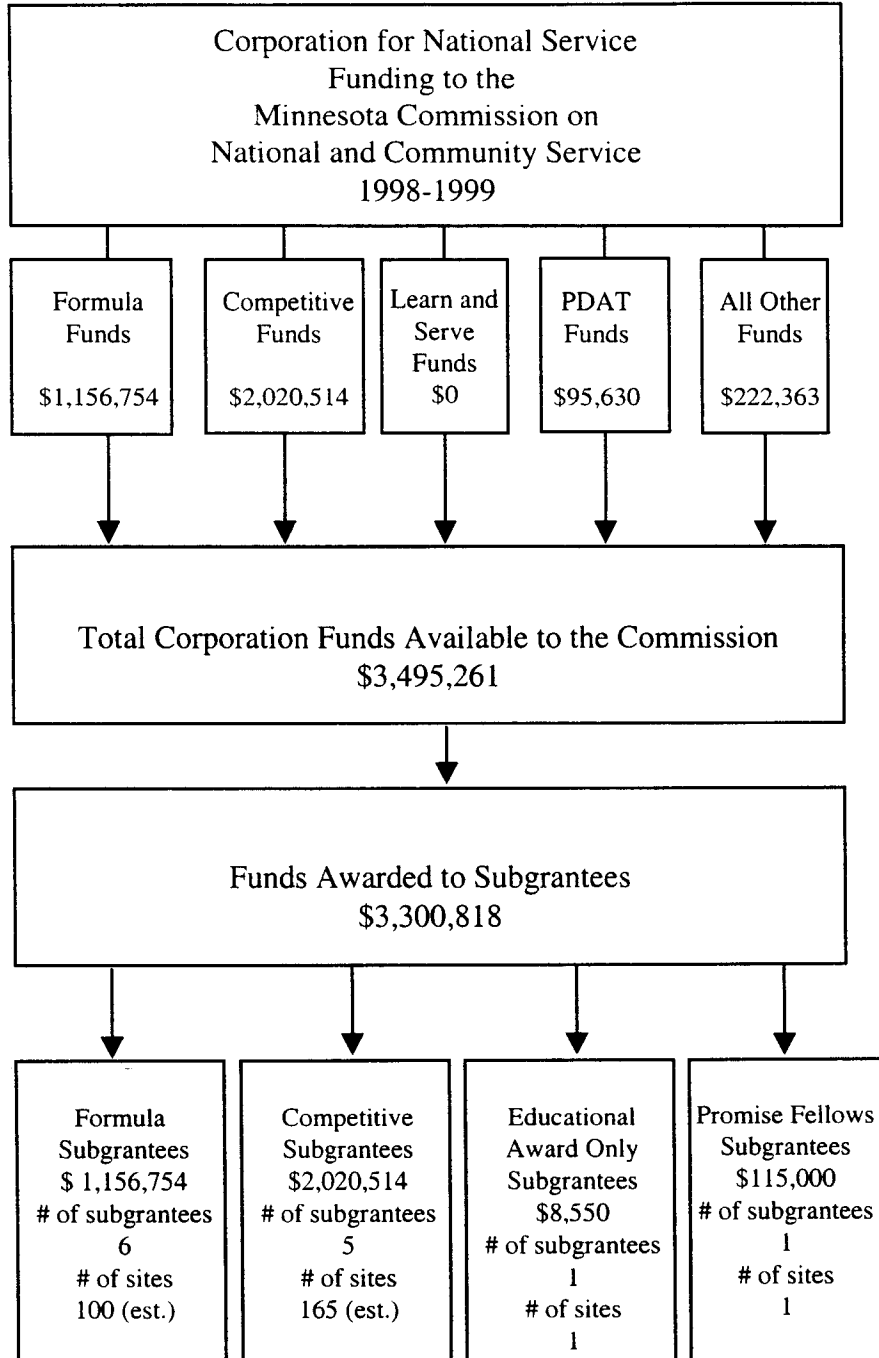 Corporation for National Service
Funding to the
Minnesota Commission on
National and Community Service
1998-1999
Formula
Funds
$1,156,754
Competitive
Funds
$2,020,514
Learn and
Serve
Funds
$0
PDAT
Funds
$95,630
All Other
Funds
$222,363
Total Corporation Funds Available to the Commission
$3,495,261
Funds Awarded to Subgrantees
$3,300,818
Formula
Subgrantees
$ 1,156,754
# of subgrantees
6
# of sites
100 (est.)
Competitive
Subgrantees
$2,020,514
# of subgrantees
5
# of sites
165 (est.)
Educational
Award Only
Subgrantees
$8,550
# of subgrantees
1
# of sites
1
Promise Fellows
Subgrantees
$115,000
# of subgrantees
1
# of sites
1